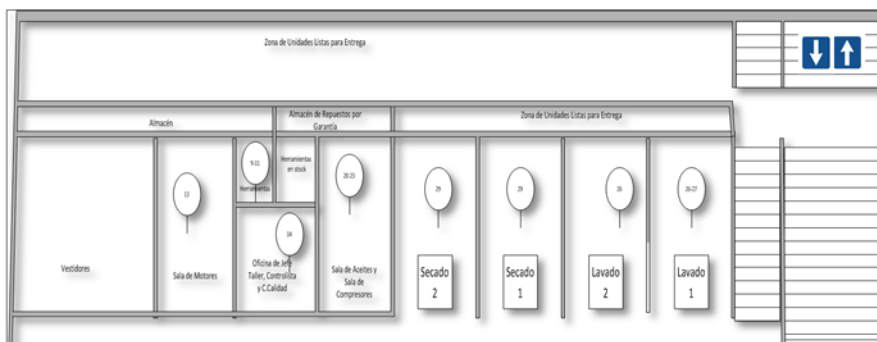 Zona de Unidades Listas para Entrega
Almacén
Almacén de Repuestos por
Garantía
Zona de Unidades Listas para Entrega
9-11
Herramientas
Herramientas
en stock
20-23
13
29
29
26
26-27
14
Vestidores
Sala de Motores
Oficina de Jefe
Taller, Controlista
y C.Calidad
Sala de Aceites y
Sala de
Compresores
Secado
2
Secado
1
Lavado
2
Lavado
1